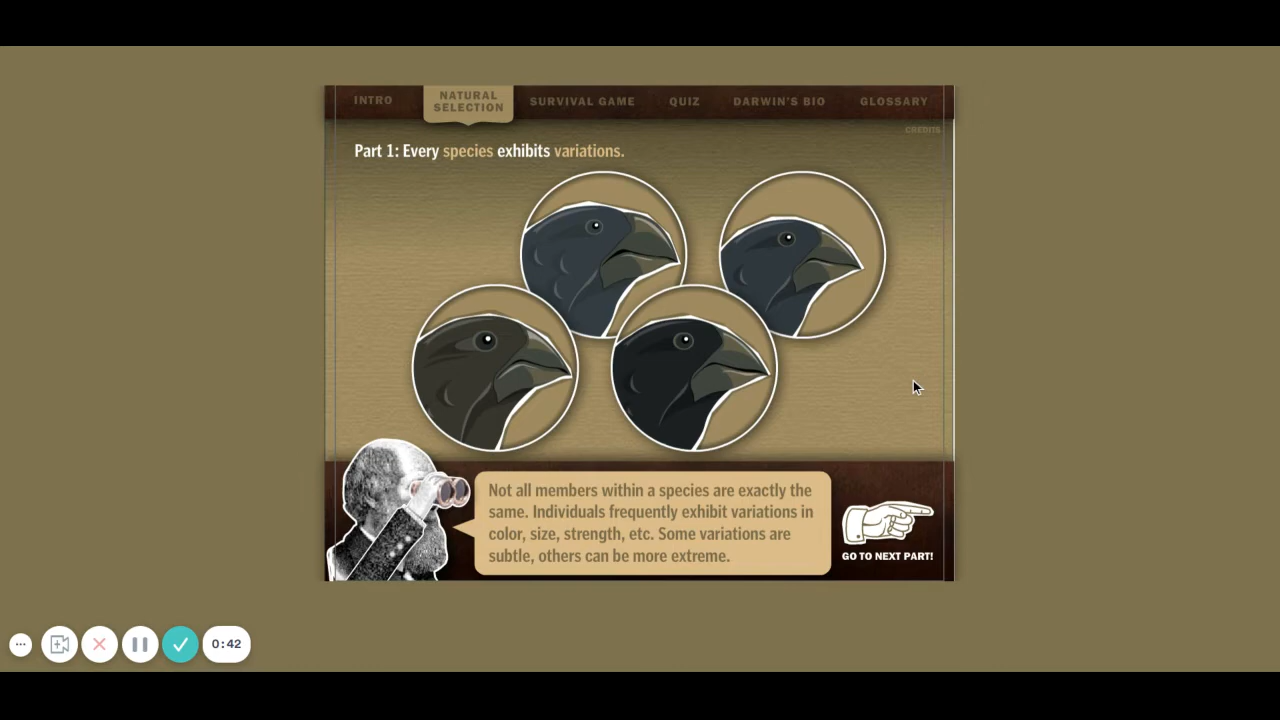 INTRO
NATURAL
SELECTION
SURVIVAL GAME
QUIZ
DARWIN'S BIO
GLOSSARY
CREDITS
Part 1: Every species exhibits variations.
Not all members within a species are exactly the
same. Individuals frequently exhibit variations in
color, size, strength, etc. Some variations are
subtle, others can be more extreme.
GO TO NEXT PART!
0:42